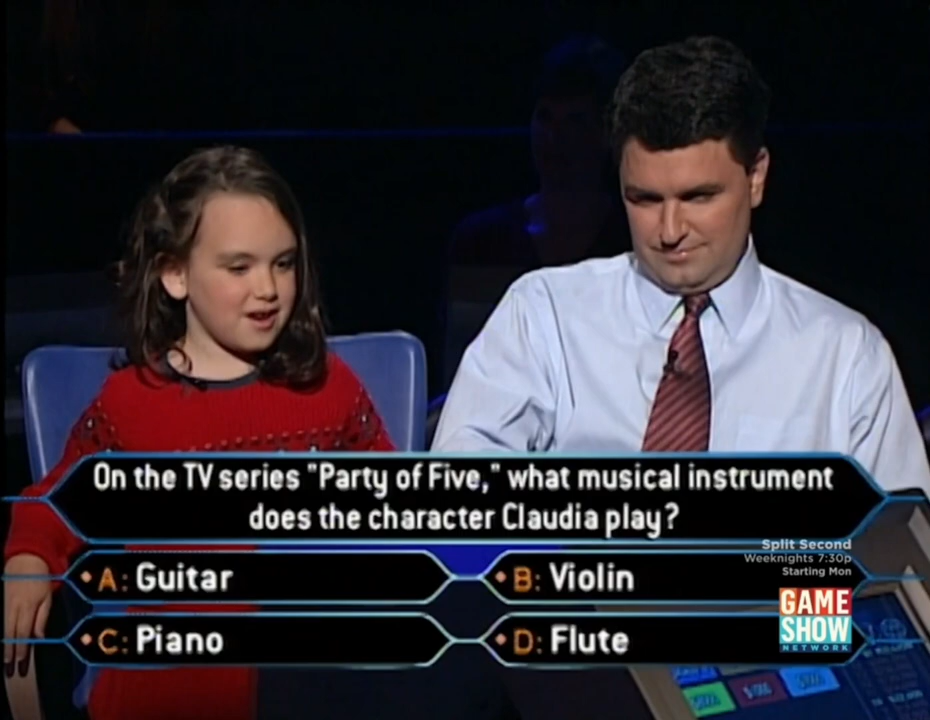 On the TV series "Party of Five," what musical instrument
does the character Claudia play?
A: Guitar
B: Violin
C: Piano
D: Flute
Split Second
Weeknights 7:30p
Starting Mon
GAME
SHOW
NETWORK